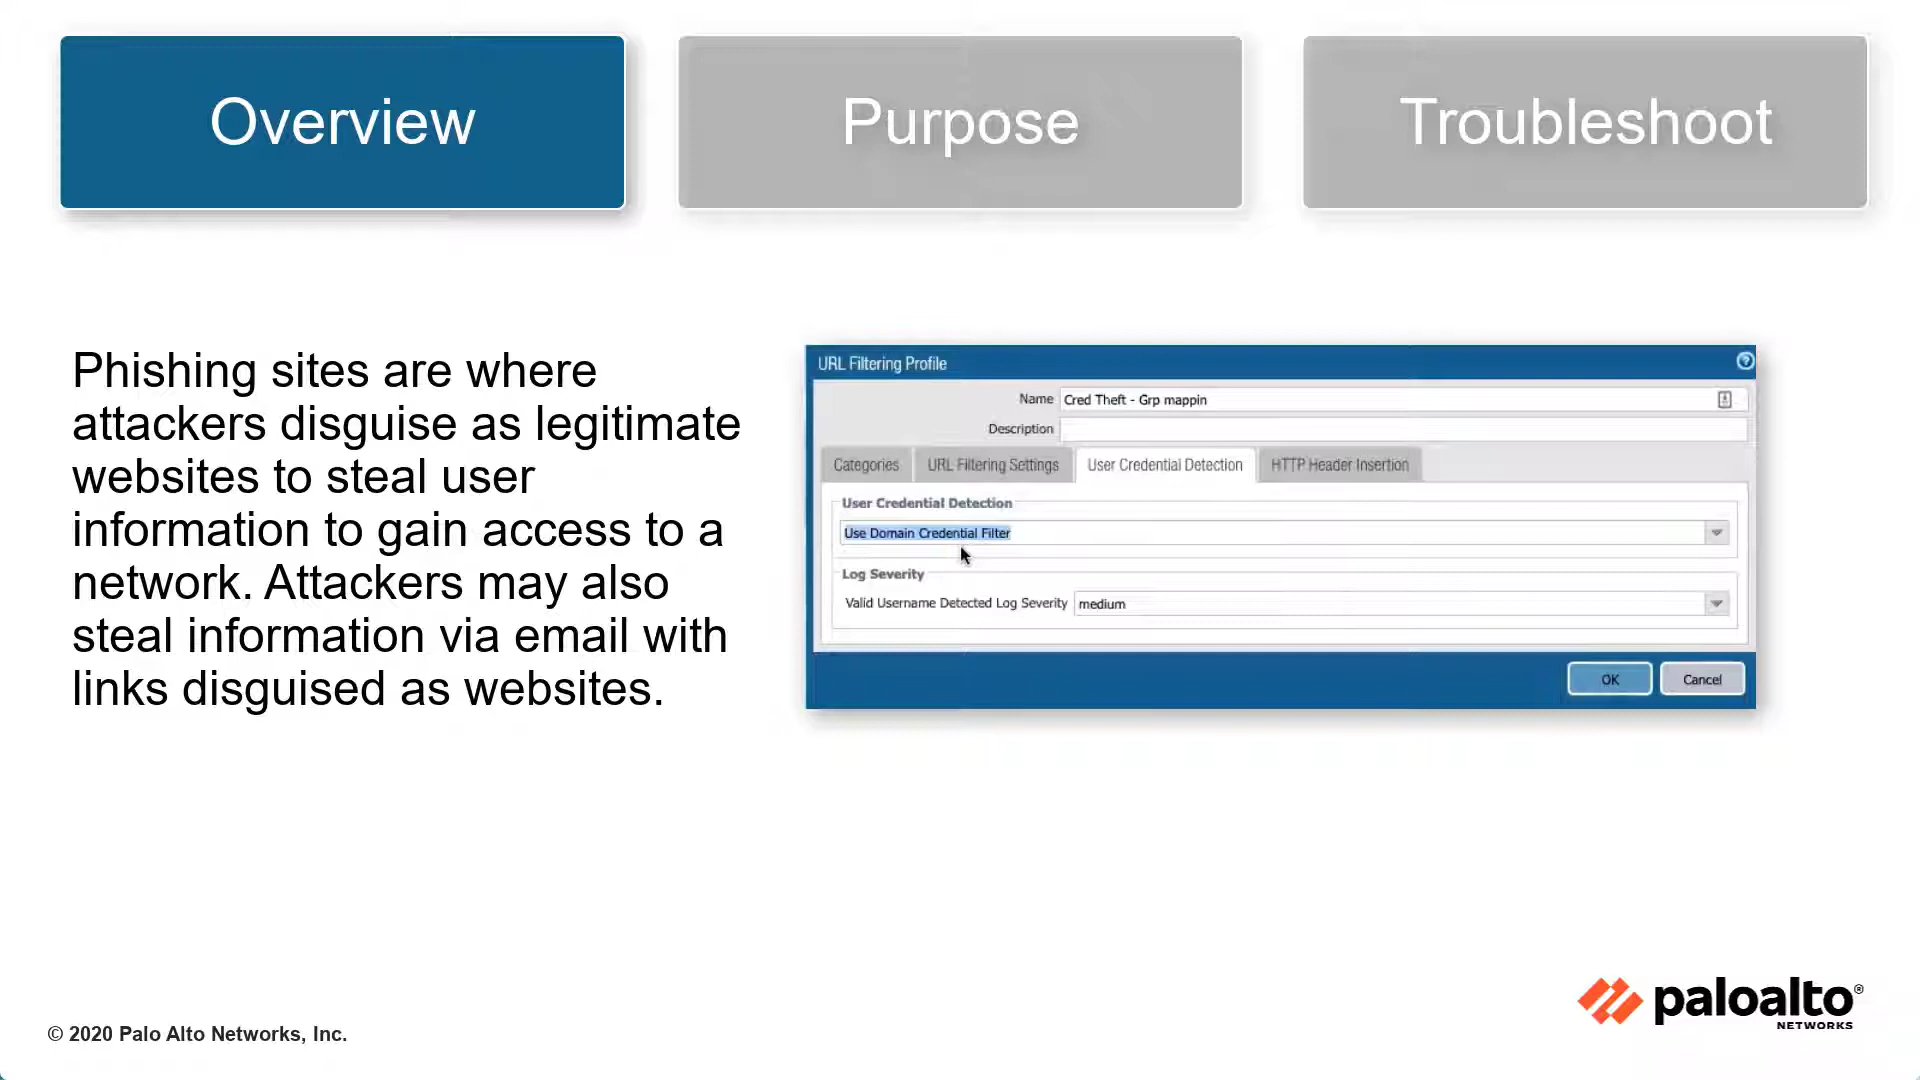 Overview
Purpose
Troubleshoot
Phishing sites are where
attackers disguise as legitimate
websites to steal user
information to gain access to a
network. Attackers may also
steal information via email with
links disguised as websites.
URL Filtering Profile
?
Name Cred Theft - Grp mappin
Description
Categories URL Filtering Settings User Credential Detection HTTP Header Insertion
User Credential Detection
Use Domain Credential Filter
Log Severity
Valid Username Detected Log Severity medium
OK Cancel
paloalto®
NETWORKS
© 2020 Palo Alto Networks, Inc.